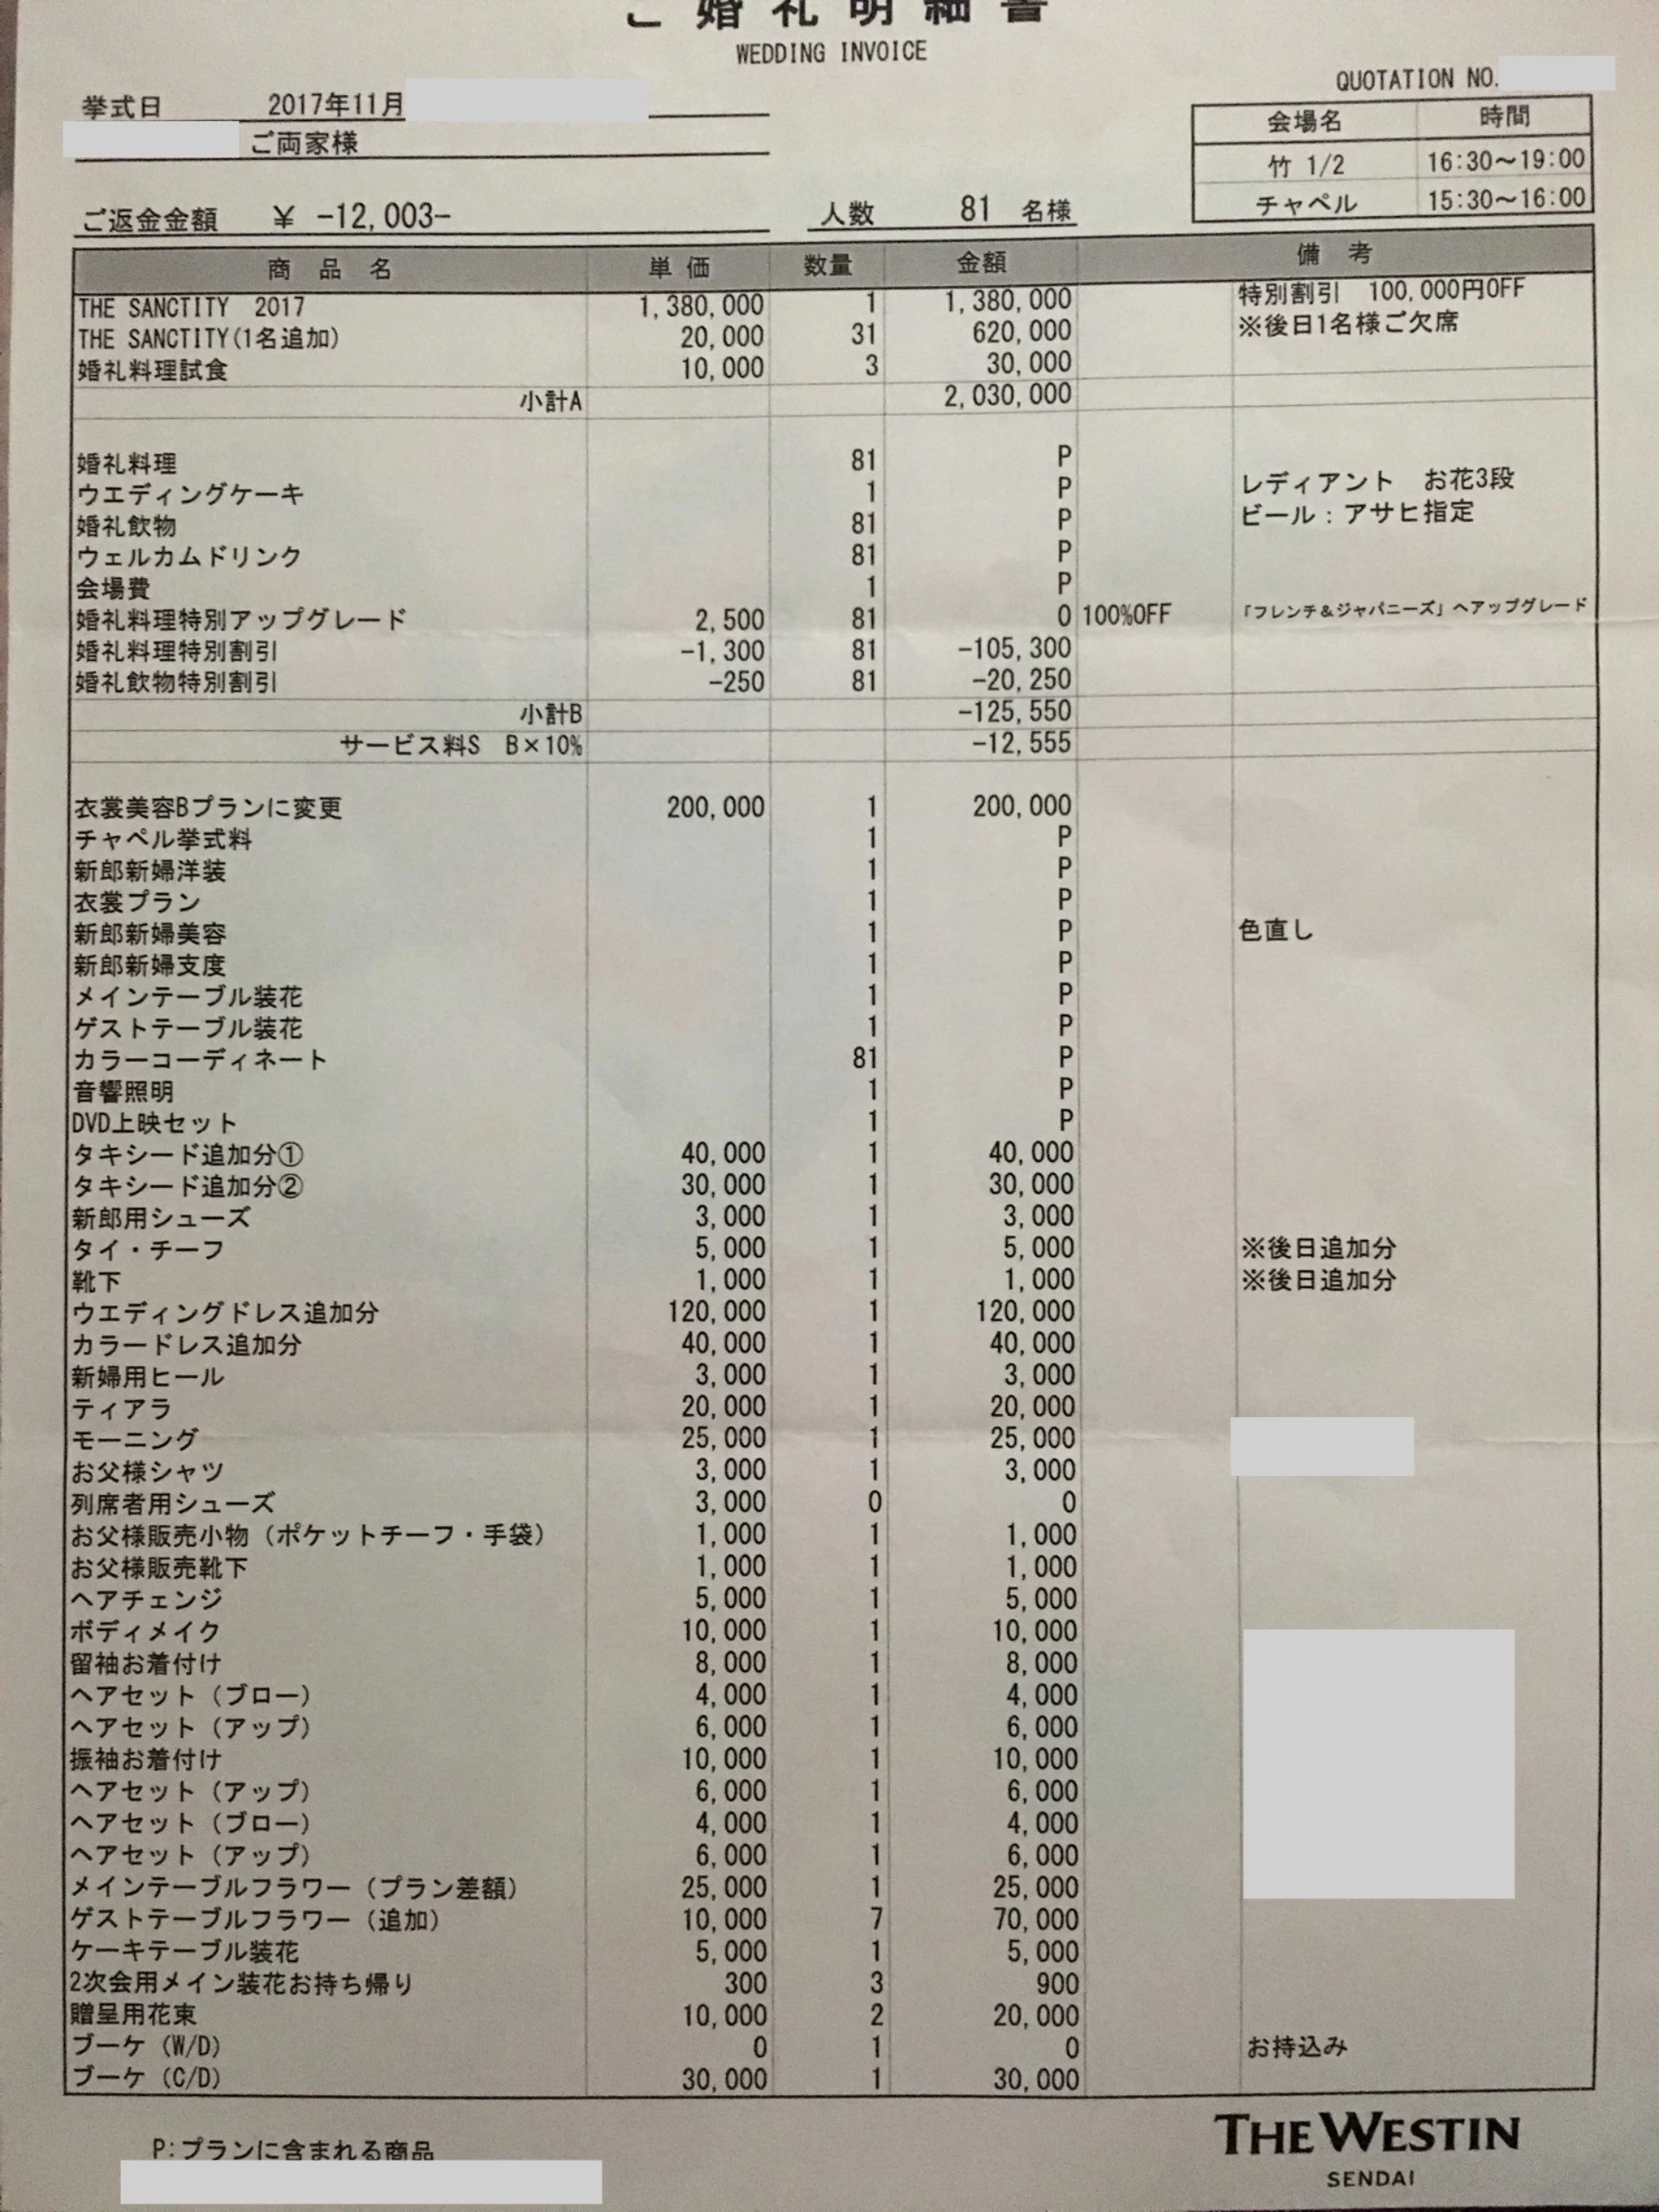 ご婚礼明細書
WEDDING INVOICE
QUOTATION NO.
挙式日 2017年11月
ご両家様
会場名 時間
竹 1/2 16:30～19:00
チャペル 15:30～16:00
ご返金金額 ¥ -12,003-
人数 81 名様
商品名 単価 数量 金額 備考
THE SANCTITY 2017 1,380,000 1 1,380,000 特別割引 100,000円OFF
THE SANCTITY(1名追加) 20,000 31 620,000 ※後日1名様ご欠席
婚礼料理試食 10,000 3 30,000
小計A 2,030,000
婚礼料理 81 P
ウエディングケーキ 1 P レディアント お花3段
婚礼飲物 81 P ビール：アサヒ指定
ウェルカムドリンク 81 P
会場費 1 P
婚礼料理特別アップグレード 2,500 81 0 100%OFF 「フレンチ&ジャパニーズ」へアップグレード
婚礼料理特別割引 -1,300 81 -105,300
婚礼飲物特別割引 -250 81 -20,250
小計B -125,550
サービス料S B×10% -12,555
衣裳美容Bプランに変更 200,000 1 200,000
チャペル挙式料 1 P
新郎新婦洋装 1 P
衣裳プラン 1 P
新郎新婦美容 1 P 色直し
新郎新婦支度 1 P
メインテーブル装花 1 P
ゲストテーブル装花 1 P
カラーコーディネート 81 P
音響照明 1 P
DVD上映セット 1 P
タキシード追加分① 40,000 1 40,000
タキシード追加分② 30,000 1 30,000
新郎用シューズ 3,000 1 3,000
タイ・チーフ 5,000 1 5,000 ※後日追加分
靴下 1,000 1 1,000 ※後日追加分
ウエディングドレス追加分 120,000 1 120,000
カラードレス追加分 40,000 1 40,000
新婦用ヒール 3,000 1 3,000
ティアラ 20,000 1 20,000
モーニング 25,000 1 25,000
お父様シャツ 3,000 1 3,000
列席者用シューズ 3,000 0 0
お父様販売小物（ポケットチーフ・手袋） 1,000 1 1,000
お父様販売靴下 1,000 1 1,000
ヘアチェンジ 5,000 1 5,000
ボディメイク 10,000 1 10,000
留袖お着付け 8,000 1 8,000
ヘアセット（ブロー） 4,000 1 4,000
ヘアセット（アップ） 6,000 1 6,000
振袖お着付け 10,000 1 10,000
ヘアセット（アップ） 6,000 1 6,000
ヘアセット（ブロー） 4,000 1 4,000
ヘアセット（アップ） 6,000 1 6,000
メインテーブルフラワー（プラン差額） 25,000 1 25,000
ゲストテーブルフラワー（追加） 10,000 7 70,000
ケーキテーブル装花 5,000 1 5,000
2次会用メイン装花お持ち帰り 300 3 900
贈呈用花束 10,000 2 20,000
ブーケ（W/D） 0 1 0 お持込み
ブーケ（C/D） 30,000 1 30,000
P:プランに含まれる商品
THE WESTIN
SENDAI